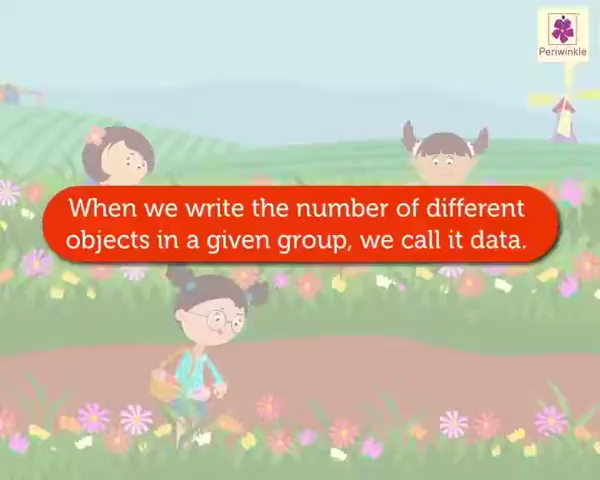 Periwinkle
When we write the number of different
objects in a given group, we call it data.